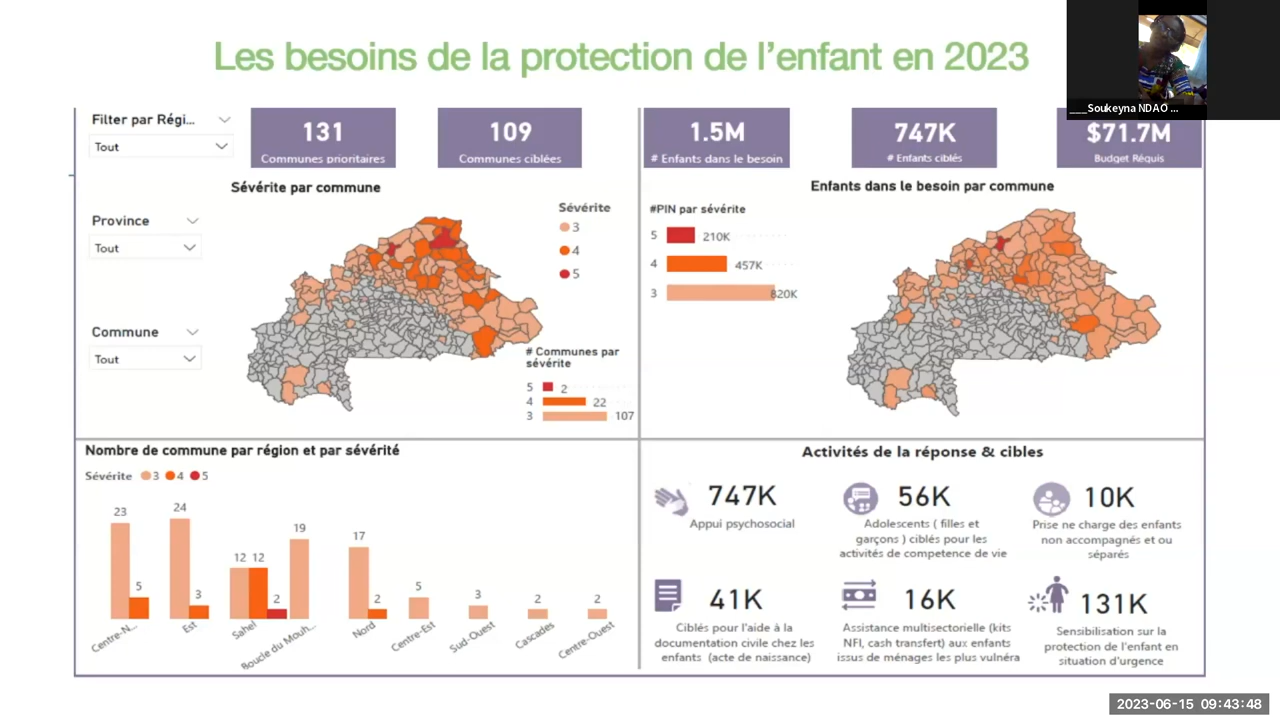 Les besoins de la protection de l'enfant en 2023
___Soukeyna NDAO ...
Filter par Régi...
Tout
131
Communes prioritaires
109
Communes ciblées
1.5M
# Enfants dans le besoin
747K
# Enfants ciblés
$71.7M
Budget Réquis
Sévérite par commune
Province
Tout
Commune
Tout
Sévérite
3
4
5
# Communes par
sévérite
5 2
4 22
3 107
Enfants dans le besoin par commune
#PIN par sévérite
5 210K
4 457K
3 820K
Nombre de commune par région et par sévérité
Sévérite 3 4 5
23
5
24
3
12 12
2
19
17
2
5
3
2
2
Centre-N...
Est
Sahel
Boucle du Mouh...
Nord
Centre-Est
Sud-Ouest
Cascades
Centre-Ouest
Activités de la réponse & cibles
747K
Appui psychosocial
56K
Adolescents ( filles et
garçons ) ciblés pour les
activités de competence de vie
10K
Prise ne charge des enfants
non accompagnés et ou
séparés
41K
Ciblés pour l'aide à la
documentation civile chez les
enfants (acte de naissance)
16K
Assistance multisectorielle (kits
NFI, cash transfert) aux enfants
issus de ménages les plus vulnéra
131K
Sensibilisation sur la
protection de l'enfant en
situation d'urgence
2023-06-15 09:43:48